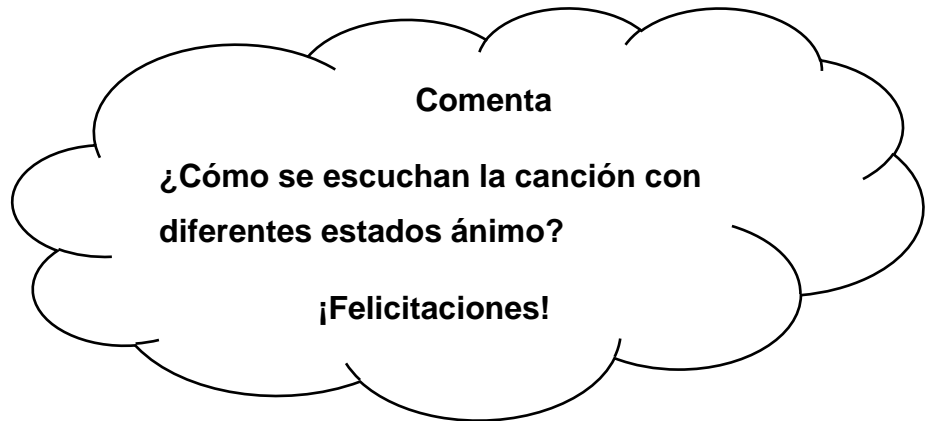 Comenta
¿Cómo se escuchan la canción con
diferentes estados ánimo?
¡Felicitaciones!